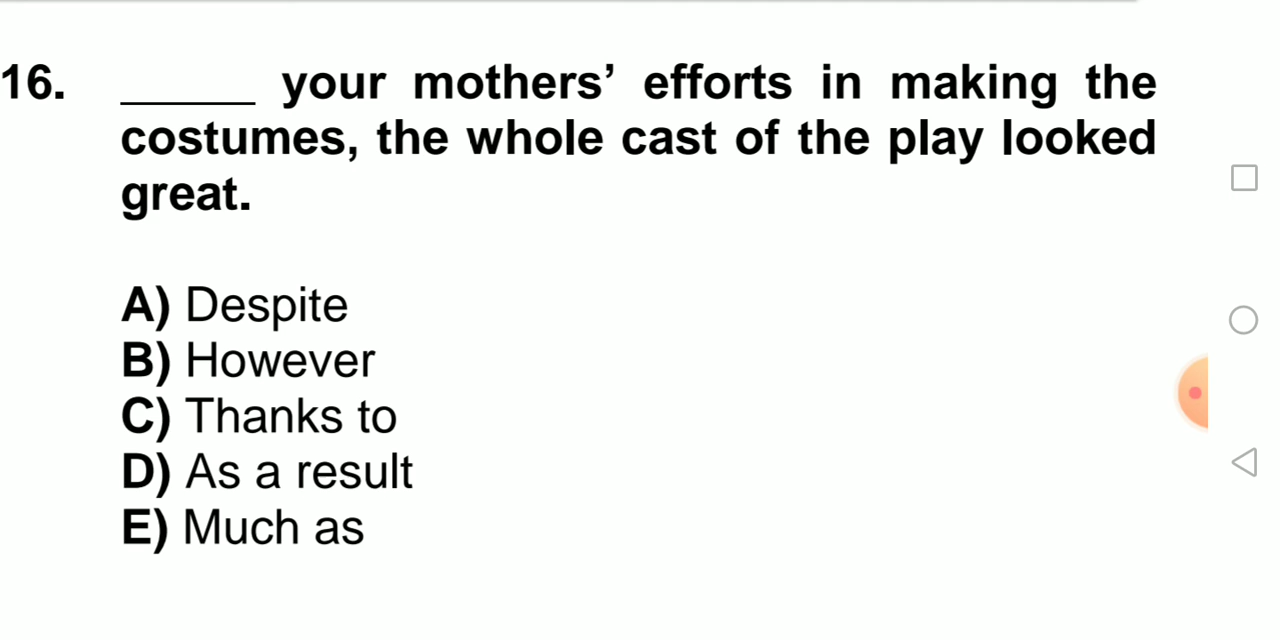 16. ______ your mothers’ efforts in making the
costumes, the whole cast of the play looked
great.
A) Despite
B) However
C) Thanks to
D) As a result
E) Much as